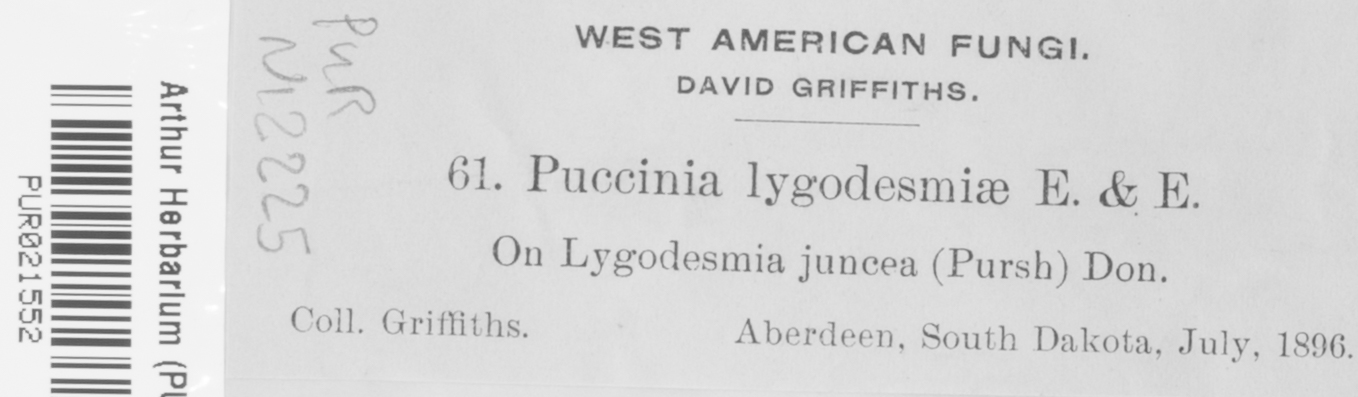 PUR021552
Arthur Herbarium (PU
PUR
N12225
WEST AMERICAN FUNGI.
DAVID GRIFFITHS.
61. Puccinia lygodesmiæ E. & E.
On Lygodesmia juncea (Pursh) Don.
Coll. Griffiths.
Aberdeen, South Dakota, July, 1896.